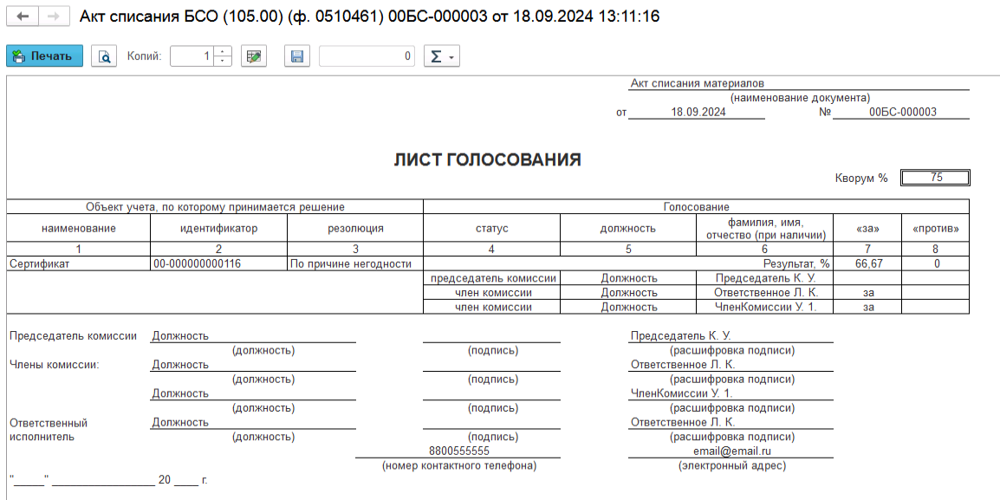 Акт списания БСО (105.00) (ф. 0510461) 00БС-000003 от 18.09.2024 13:11:16
Печать Копий: 1 0 Σ
Акт списания материалов
(наименование документа)
от 18.09.2024 № 00БС-000003
ЛИСТ ГОЛОСОВАНИЯ
Кворум % 75
Объект учета, по которому принимается решение Голосование
наименование идентификатор резолюция статус должность фамилия, имя, отчество (при наличии) «за» «против»
1 2 3 4 5 6 7 8
Сертификат 00-000000000116 По причине негодности Результат, % 66,67 0
председатель комиссии Должность Председатель К. У.
член комиссии Должность Ответственное Л. К. за
член комиссии Должность ЧленКомиссии У. 1. за
Председатель комиссии Должность Председатель К. У.
(должность) (подпись) (расшифровка подписи)
Члены комиссии: Должность Ответственное Л. К.
(должность) (подпись) (расшифровка подписи)
Должность ЧленКомиссии У. 1.
(должность) (подпись) (расшифровка подписи)
Ответственный исполнитель Должность Ответственное Л. К.
(должность) (подпись) (расшифровка подписи)
8800555555 email@email.ru
(номер контактного телефона) (электронный адрес)
"_____" __________________ 20 ____ г.